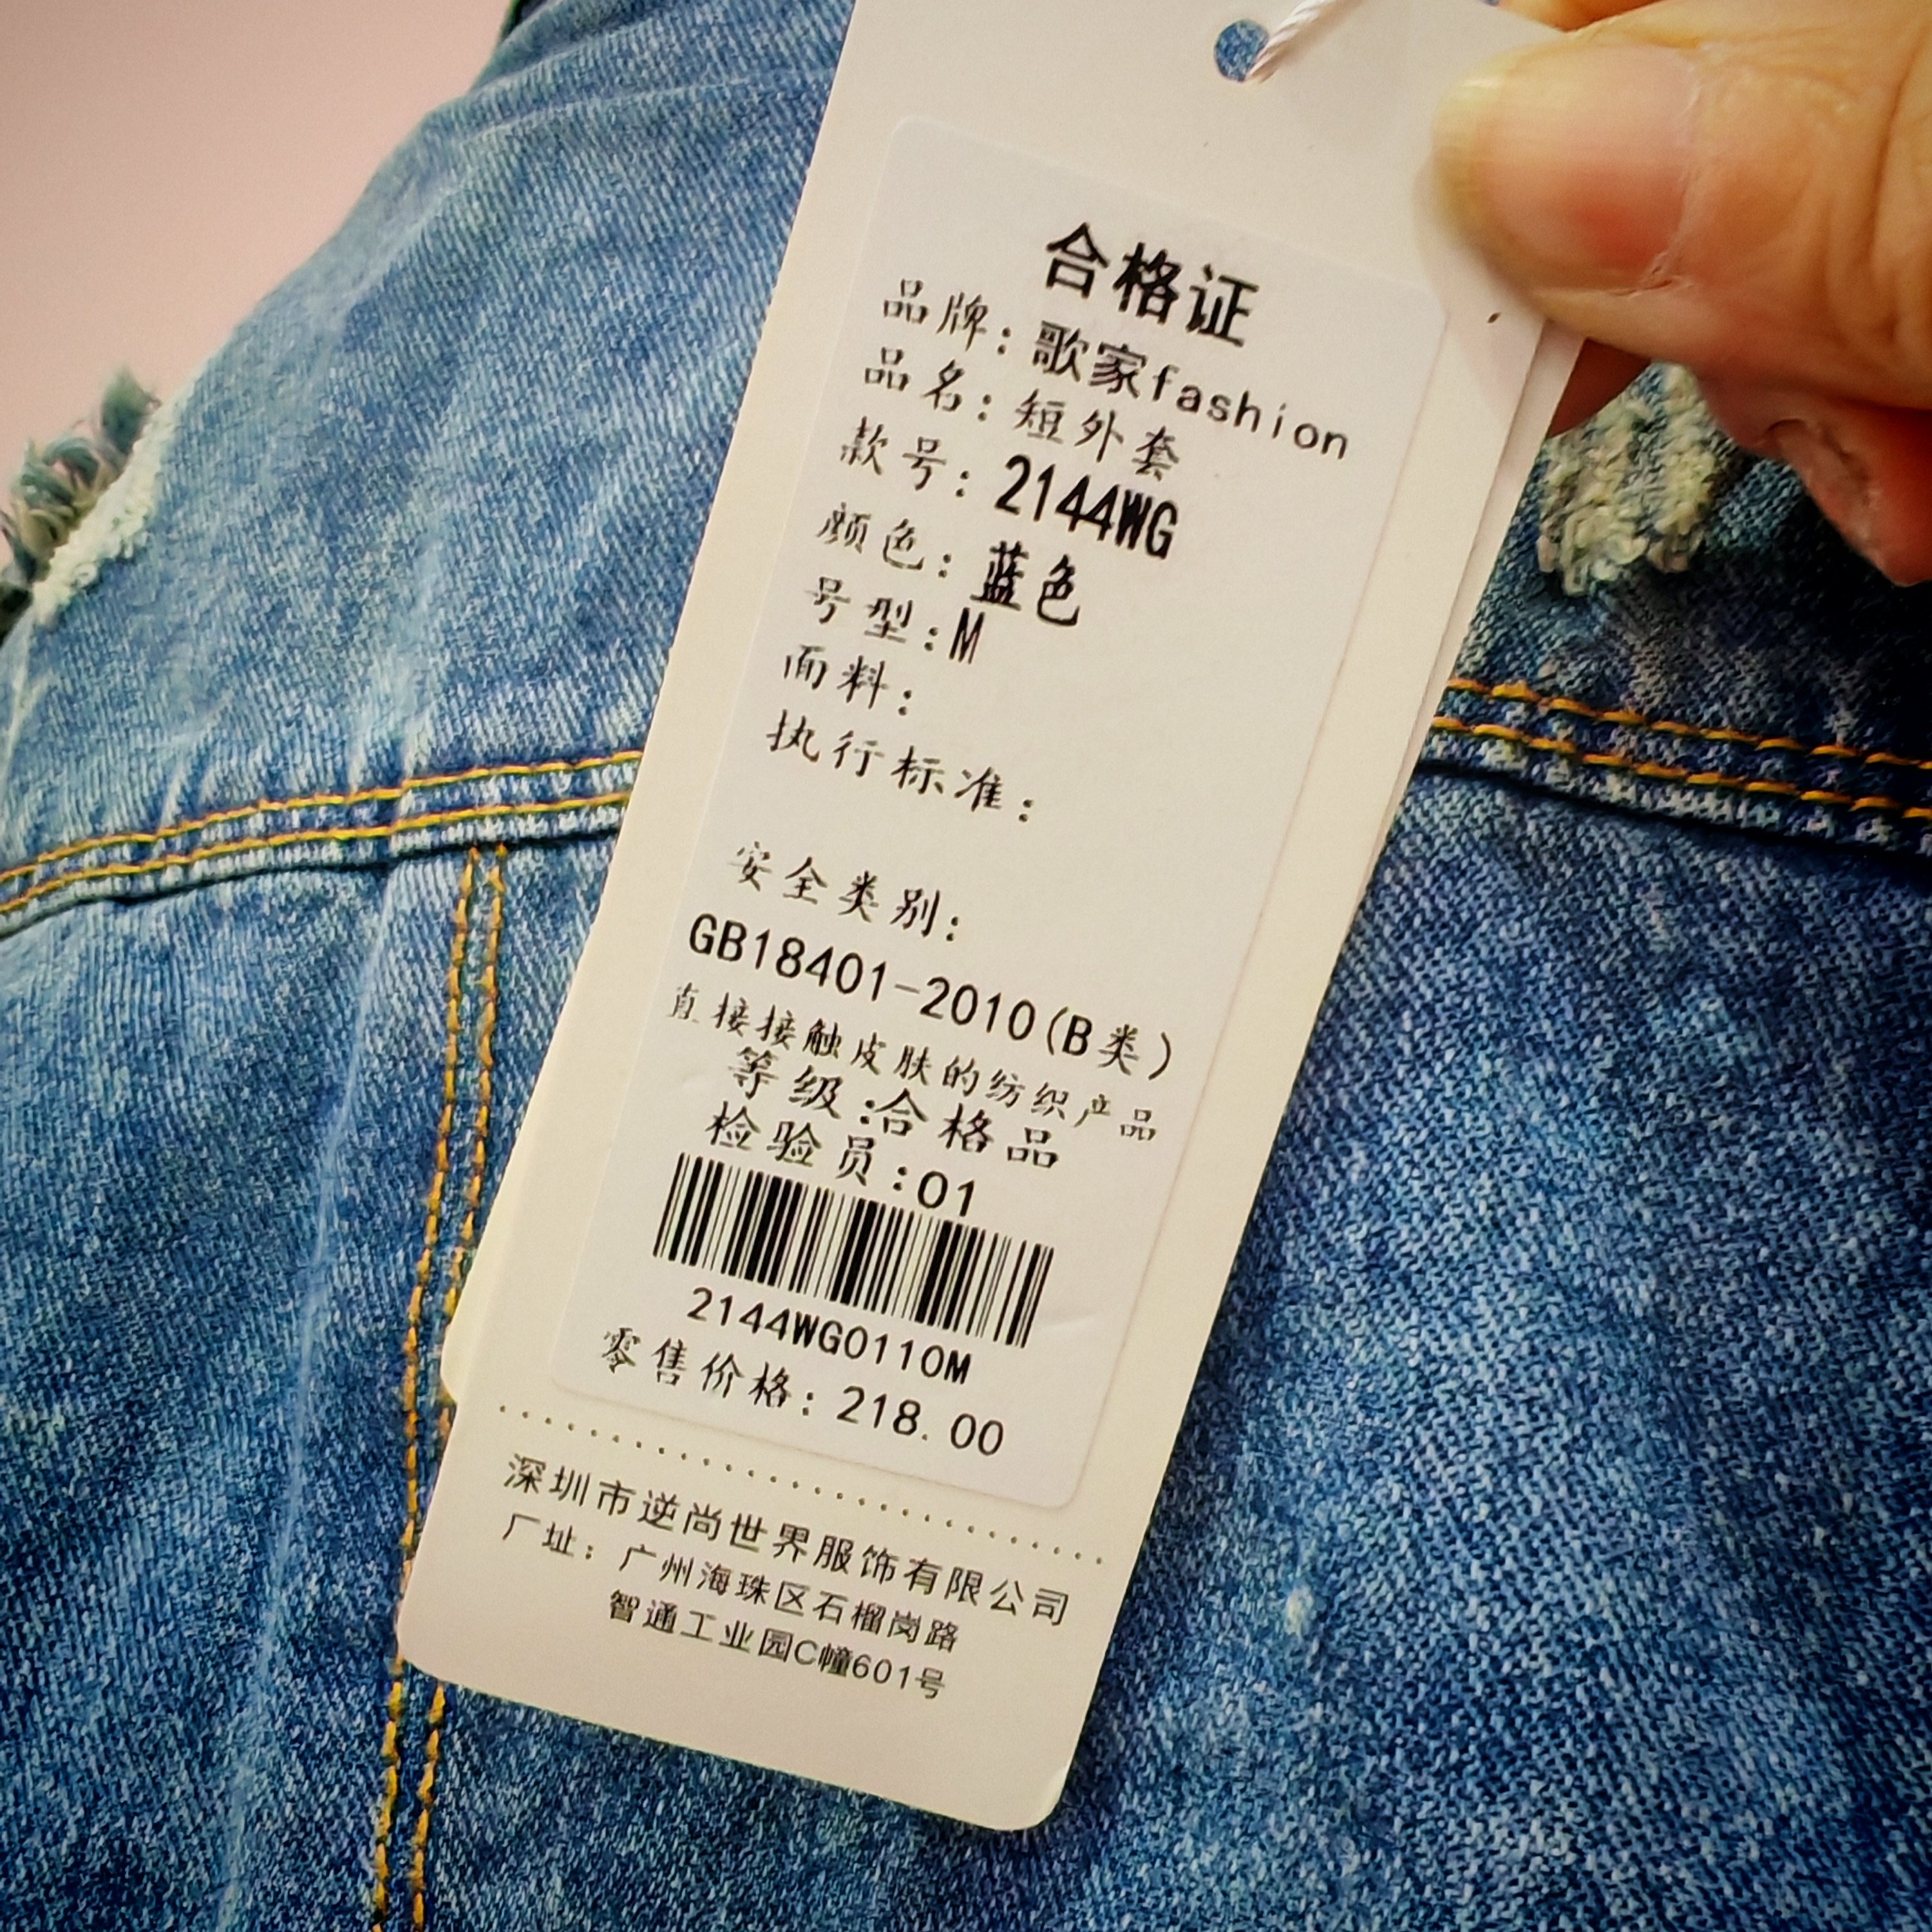 合格证
品牌：歌家fashion
品名：短外套
款号：2144WG
颜色：蓝色
号型：M
面料：
执行标准：
安全类别：
GB18401-2010(B类)
直接接触皮肤的纺织产品
等级：合格品
检验员：01
2144WG0110M
零售价格：218.00
深圳市逆尚世界服饰有限公司
厂址：广州海珠区石榴岗路
智通工业园C幢601号